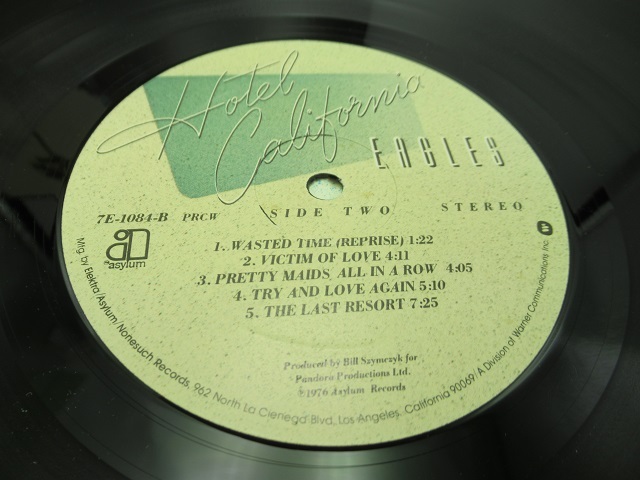 Hotel California
EAGLES
7E-1084-B PRCW SIDE TWO STEREO
asylum
1. WASTED TIME (REPRISE) 1:22
2. VICTIM OF LOVE 4:11
3. PRETTY MAIDS ALL IN A ROW 4:05
4. TRY AND LOVE AGAIN 5:10
5. THE LAST RESORT 7:25
Produced by Bill Szymczyk for
Pandora Productions Ltd.
℗1976 Asylum Records
Mfg. by Elektra/Asylum/Nonesuch Records, 962 North La Cienega Blvd., Los Angeles, California 90069/A Division of Warner Communications Inc.